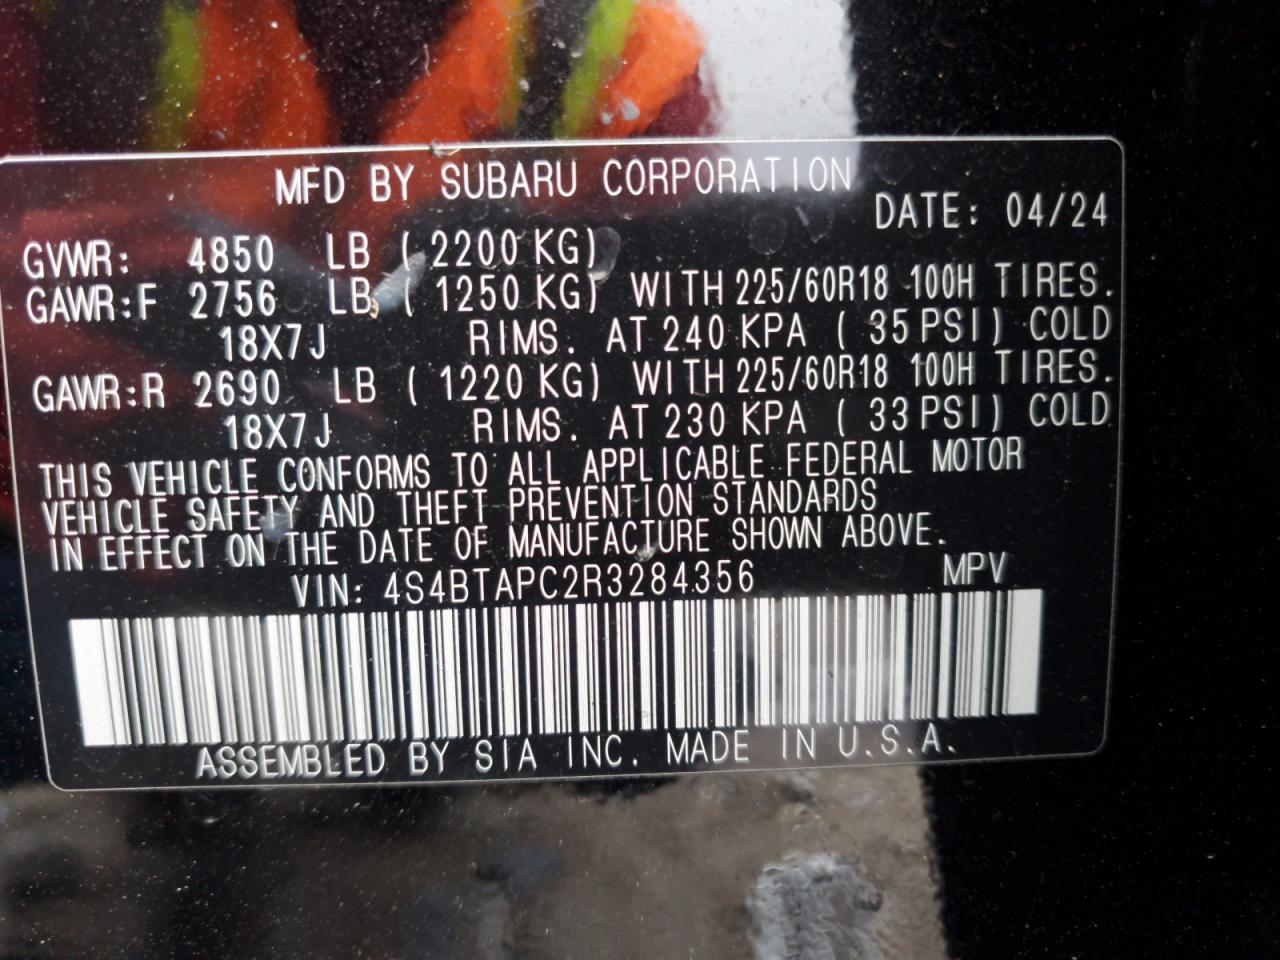 MFD BY SUBARU CORPORATION
DATE: 04/24
GVWR: 4850 LB ( 2200 KG)
GAWR:F 2756 LB ( 1250 KG) WITH 225/60R18 100H TIRES.
18X7J RIMS. AT 240 KPA ( 35 PSI) COLD
GAWR:R 2690 LB ( 1220 KG) WITH 225/60R18 100H TIRES.
18X7J RIMS. AT 230 KPA ( 33 PSI) COLD
THIS VEHICLE CONFORMS TO ALL APPLICABLE FEDERAL MOTOR
VEHICLE SAFETY AND THEFT PREVENTION STANDARDS
IN EFFECT ON THE DATE OF MANUFACTURE SHOWN ABOVE.
VIN: 4S4BTAPC2R3284356 MPV
ASSEMBLED BY SIA INC. MADE IN U.S.A.